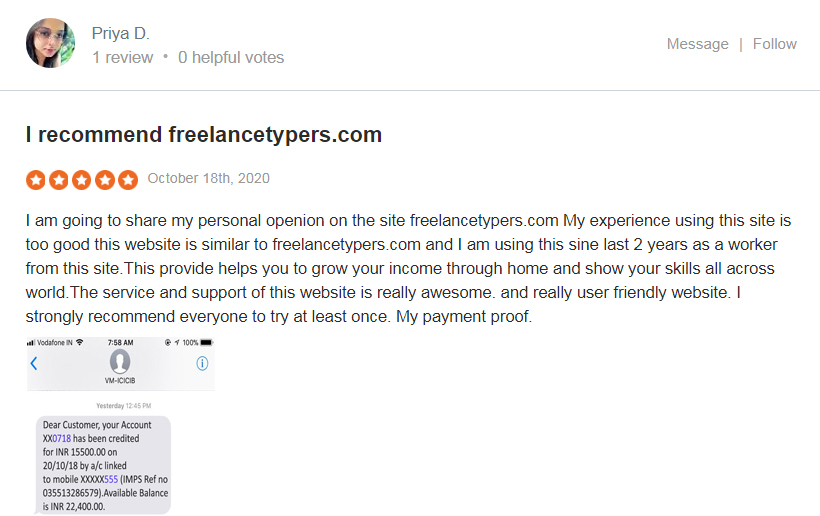 Priya D.
1 review • 0 helpful votes
Message | Follow
I recommend freelancetypers.com
October 18th, 2020
I am going to share my personal openion on the site freelancetypers.com My experience using this site is
too good this website is similar to freelancetypers.com and I am using this sine last 2 years as a worker
from this site.This provide helps you to grow your income through home and show your skills all across
world.The service and support of this website is really awesome. and really user friendly website. I
strongly recommend everyone to try at least once. My payment proof.
Vodafone IN 7:58 AM 100%
VM-ICICIB
Yesterday 12:45 PM
Dear Customer, your Account
XX0718 has been credited
for INR 15500.00 on
20/10/18 by a/c linked
to mobile XXXXX555 (IMPS Ref no
035513286579).Available Balance
is INR 22,400.00.